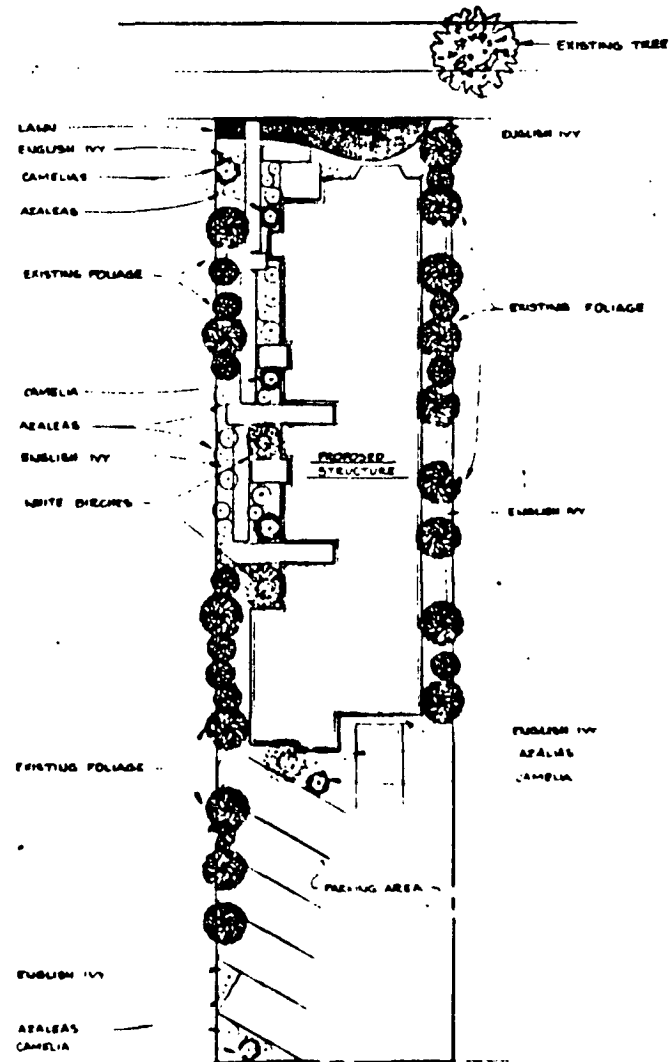 EXISTING TREE
LAWN
ENGLISH IVY
CAMELIAS
AZALEAS
EXISTING FOLIAGE
CAMELIA
AZALEAS
ENGLISH IVY
WHITE BIRCHES
EXISTING FOLIAGE
ENGLISH IVY
AZALEAS
CAMELIA
PROPOSED
STRUCTURE
PARKING AREA
ENGLISH IVY
EXISTING FOLIAGE
ENGLISH IVY
ENGLISH IVY
AZALIAS
CAMELIA